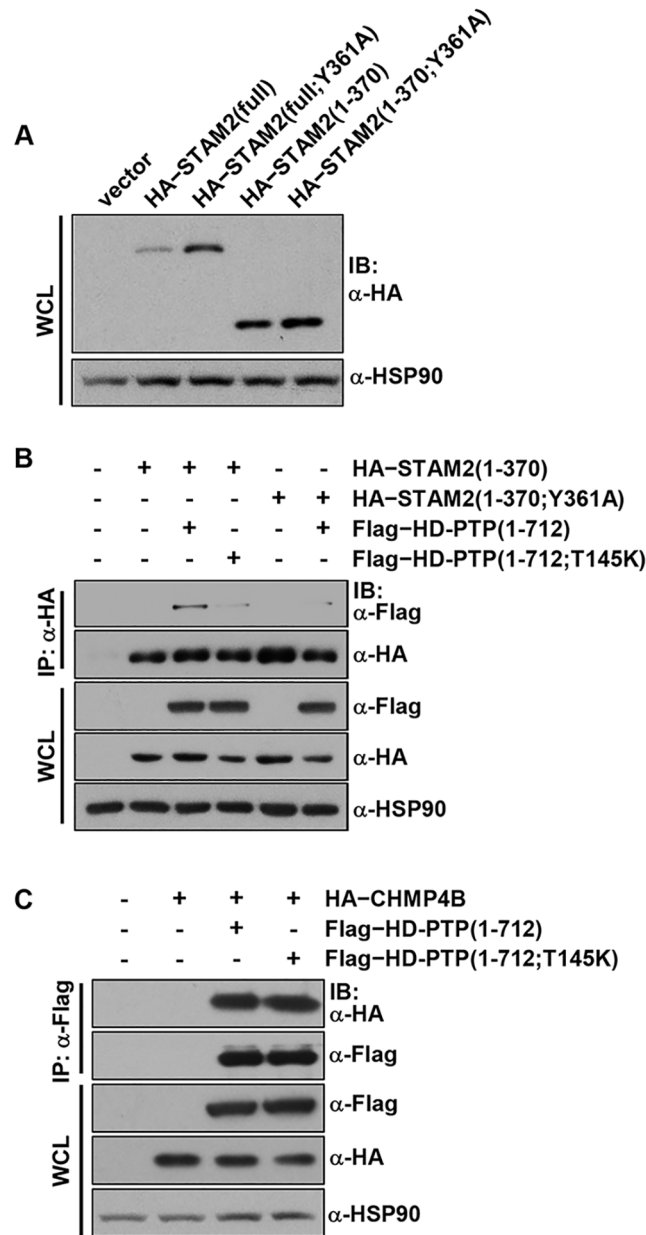 A
vector
HA−STAM2(full)
HA−STAM2(full;Y361A)
HA−STAM2(1-370)
HA−STAM2(1-370;Y361A)
WCL
IB:
α-HA
α-HSP90
B
- + + + - - HA−STAM2(1-370)
- - - - + + HA−STAM2(1-370;Y361A)
- - + - - + Flag−HD-PTP(1-712)
- - - + - - Flag−HD-PTP(1-712;T145K)
IP: α-HA
IB:
α-Flag
α-HA
WCL
α-Flag
α-HA
α-HSP90
C
- + + + HA−CHMP4B
- - + - Flag−HD-PTP(1-712)
- - - + Flag−HD-PTP(1-712;T145K)
IP: α-Flag
IB:
α-HA
α-Flag
WCL
α-Flag
α-HA
α-HSP90